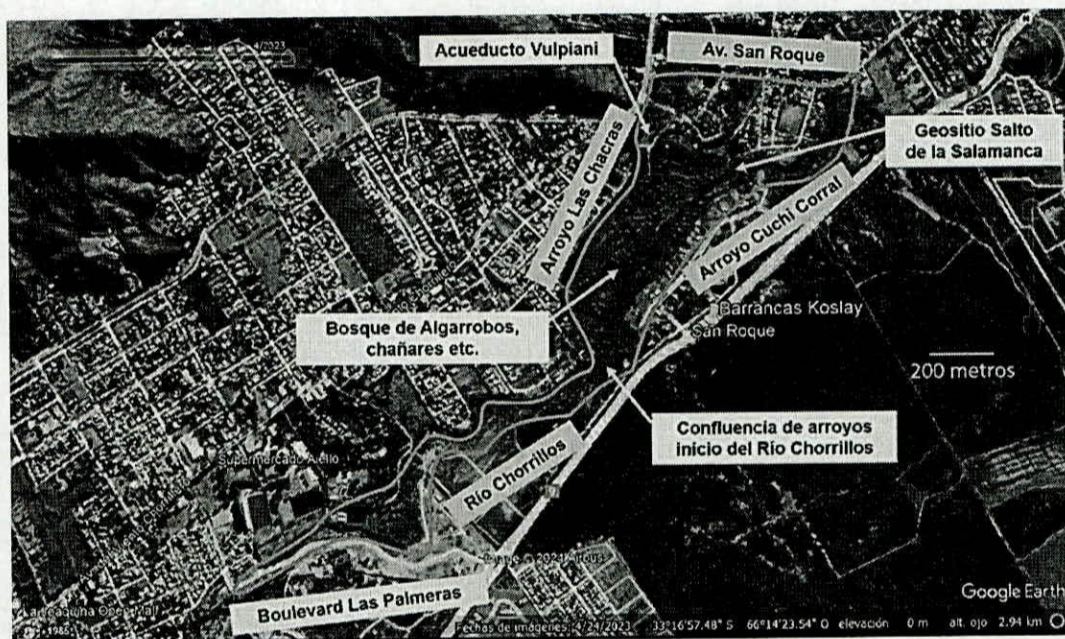 Acueducto Vulpiani
Av. San Roque
Geositio Salto
de la Salamanca
Arroyo Las Chacras
Arroyo Cuchi Corral
Bosque de Algarrobos,
chañares etc.
Barrancas Koslay
San Roque
200 metros
Confluencia de arroyos
inicio del Río Chorrillos
Supermercado Aiello
Río Chorrillos
Boulevard Las Palmeras
Google Earth
1985
Fechas de imágenes: 4/24/2023 33°16'57.48" S 66°14'23.54" O elevación 0 m alt. ojo 2.94 km